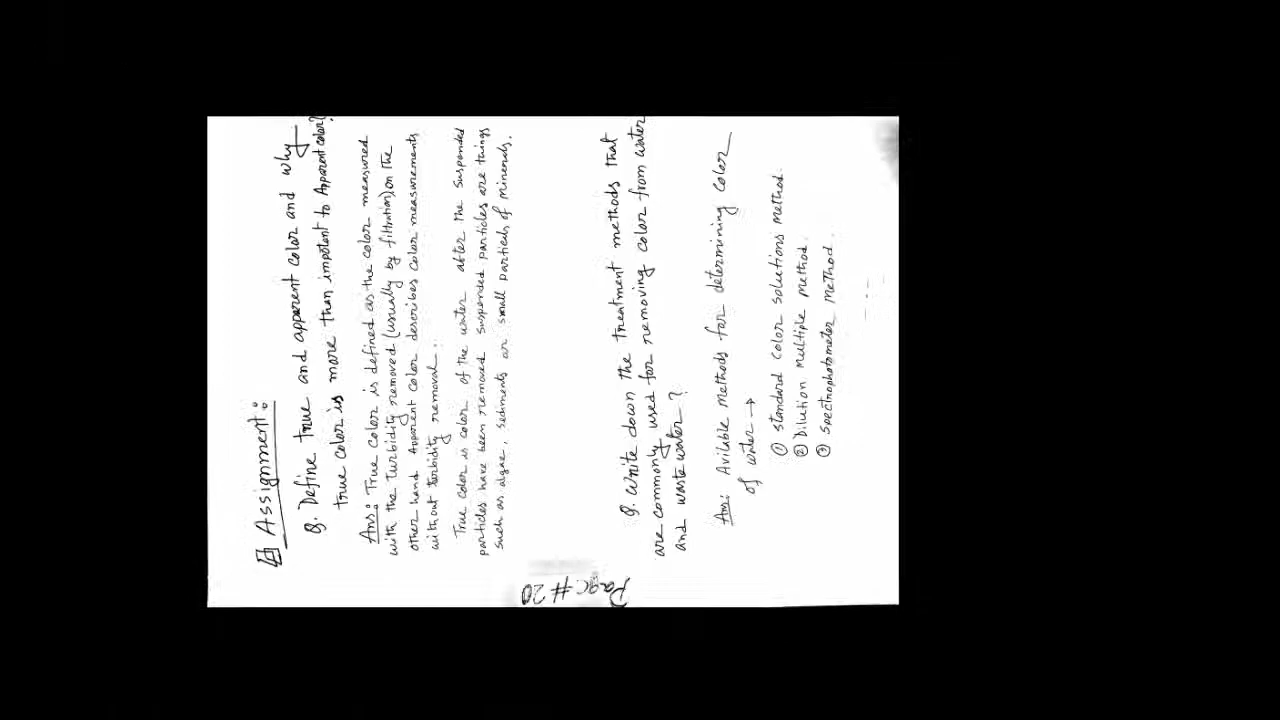 Assignment:
Q. Define true and apparent color and why
true color is more than impotent to Apparent color?
Ans: True Color is defined as the color measured
with the turbidity removed (usually by filtration), on the
other hand Apparent Color describes Color measurements
without turbidity removal.
True color is color of the water after the suspended
particles have been removed suspended particles are things
such as algae, sediments or small particals of minerals.
Q. Write down the treatment methods that
are commonly used for removing color from water
and waste water?
Ans: Avilable methods for determining color
of water →
① Standard color solutions method.
② Dilution multiple method.
③ Spectrophotometer method.
Page # 20